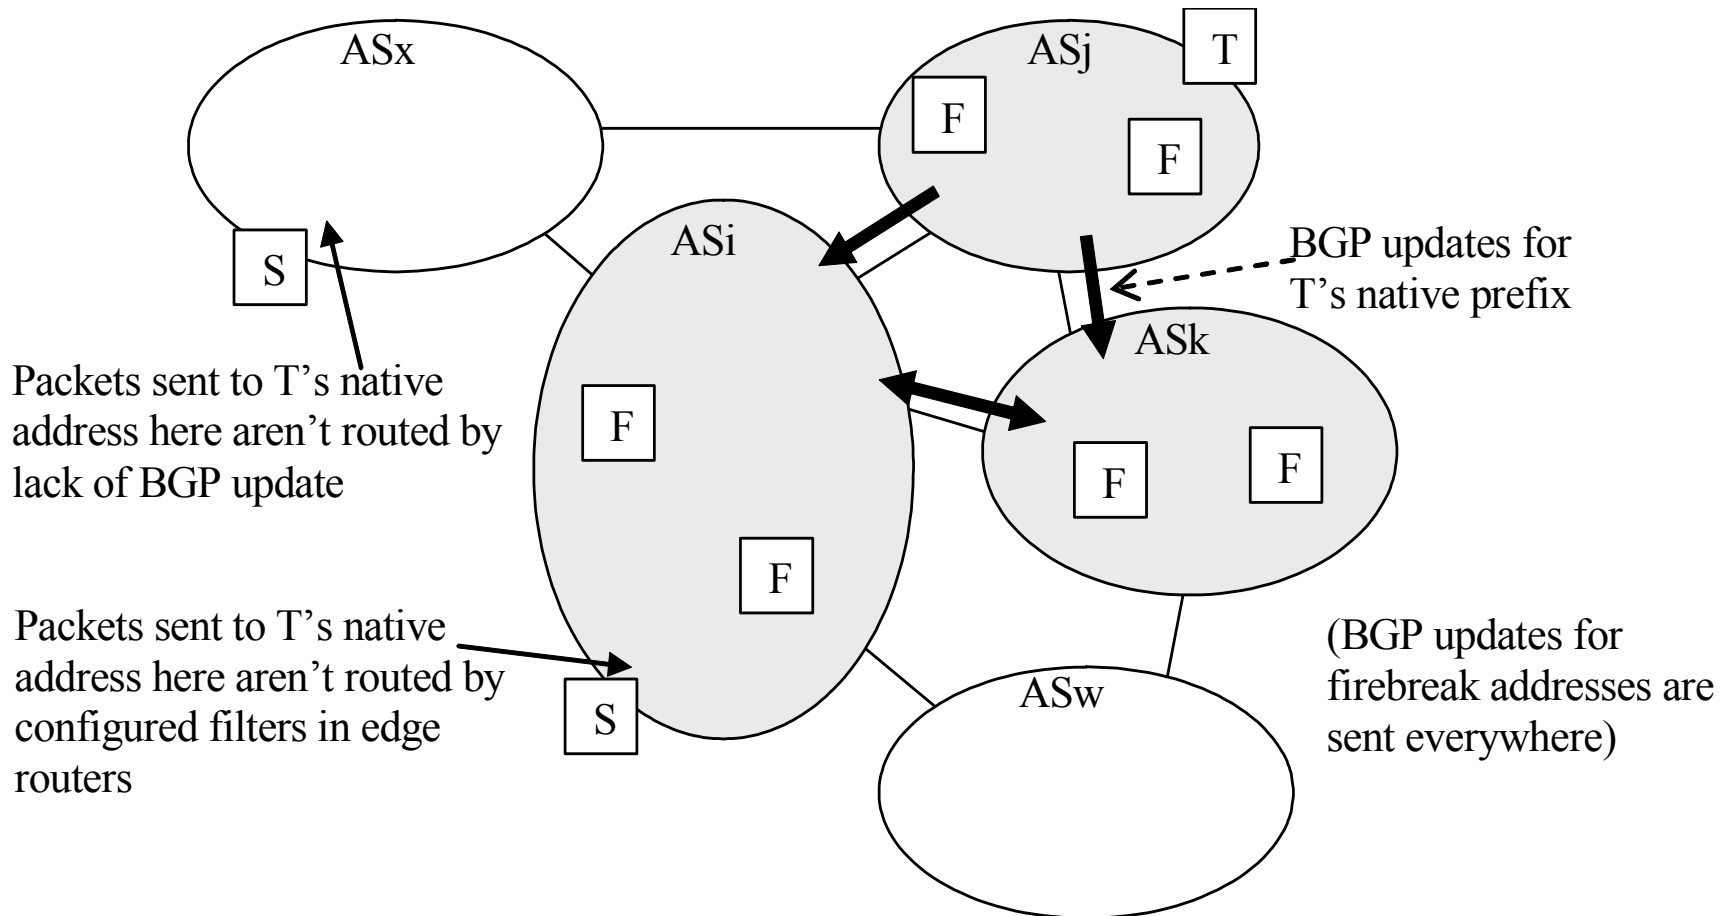 ASx
ASj
T
F
F
ASi
S
BGP updates for
T’s native prefix
ASk
Packets sent to T’s native
address here aren’t routed by
lack of BGP update
F
F
F
F
Packets sent to T’s native
address here aren’t routed by
configured filters in edge
routers
S
ASw
(BGP updates for
firebreak addresses are
sent everywhere)